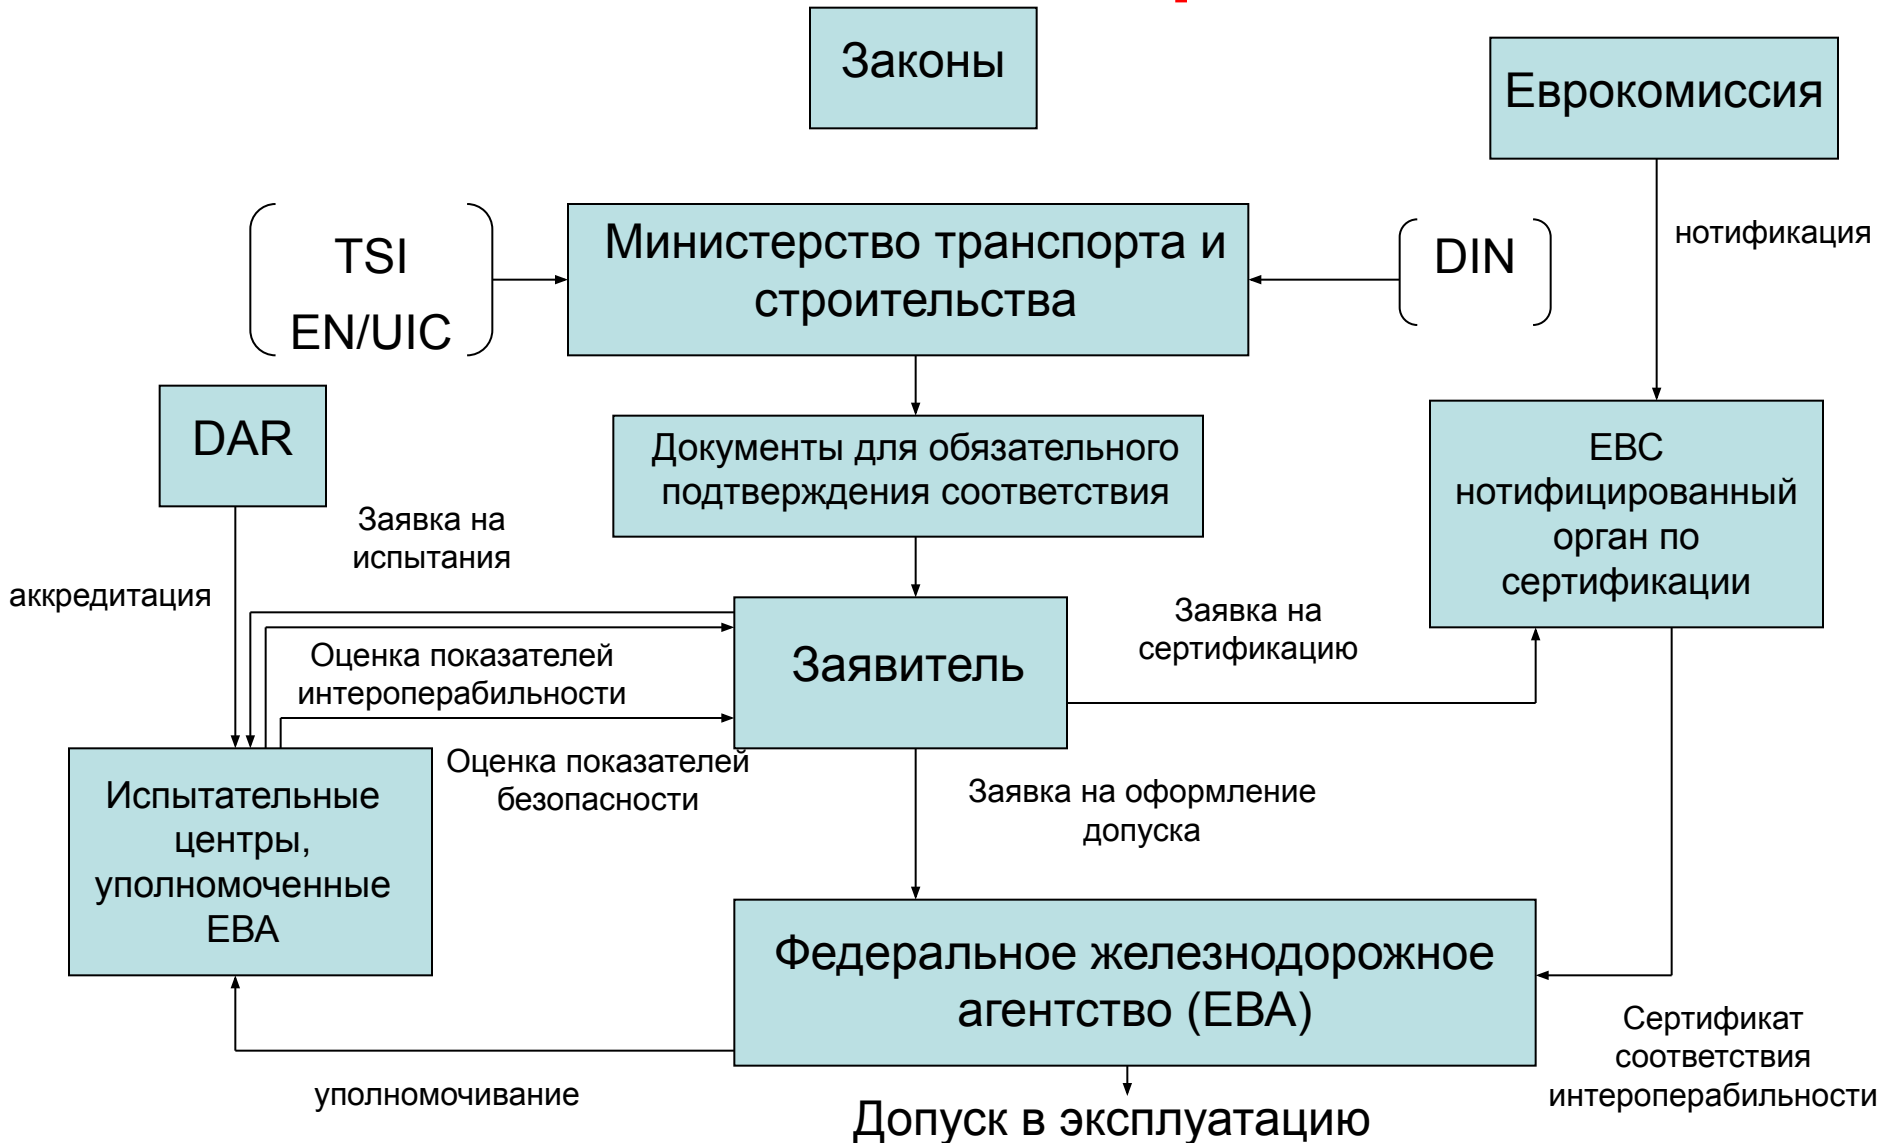 Законы
Еврокомиссия
нотификация
TSI
EN/UIC
Министерство транспорта и
строительства
DIN
DAR
Документы для обязательного
подтверждения соответствия
ЕВС
нотифицированный
орган по
сертификации
Заявка на
испытания
аккредитация
Заявитель
Заявка на
сертификацию
Оценка показателей
интероперабильности
Оценка показателей
безопасности
Заявка на оформление
допуска
Испытательные
центры,
уполномоченные
ЕВА
Федеральное железнодорожное
агентство (ЕВА)
Сертификат
соответствия
интероперабильности
уполномочивание
Допуск в эксплуатацию